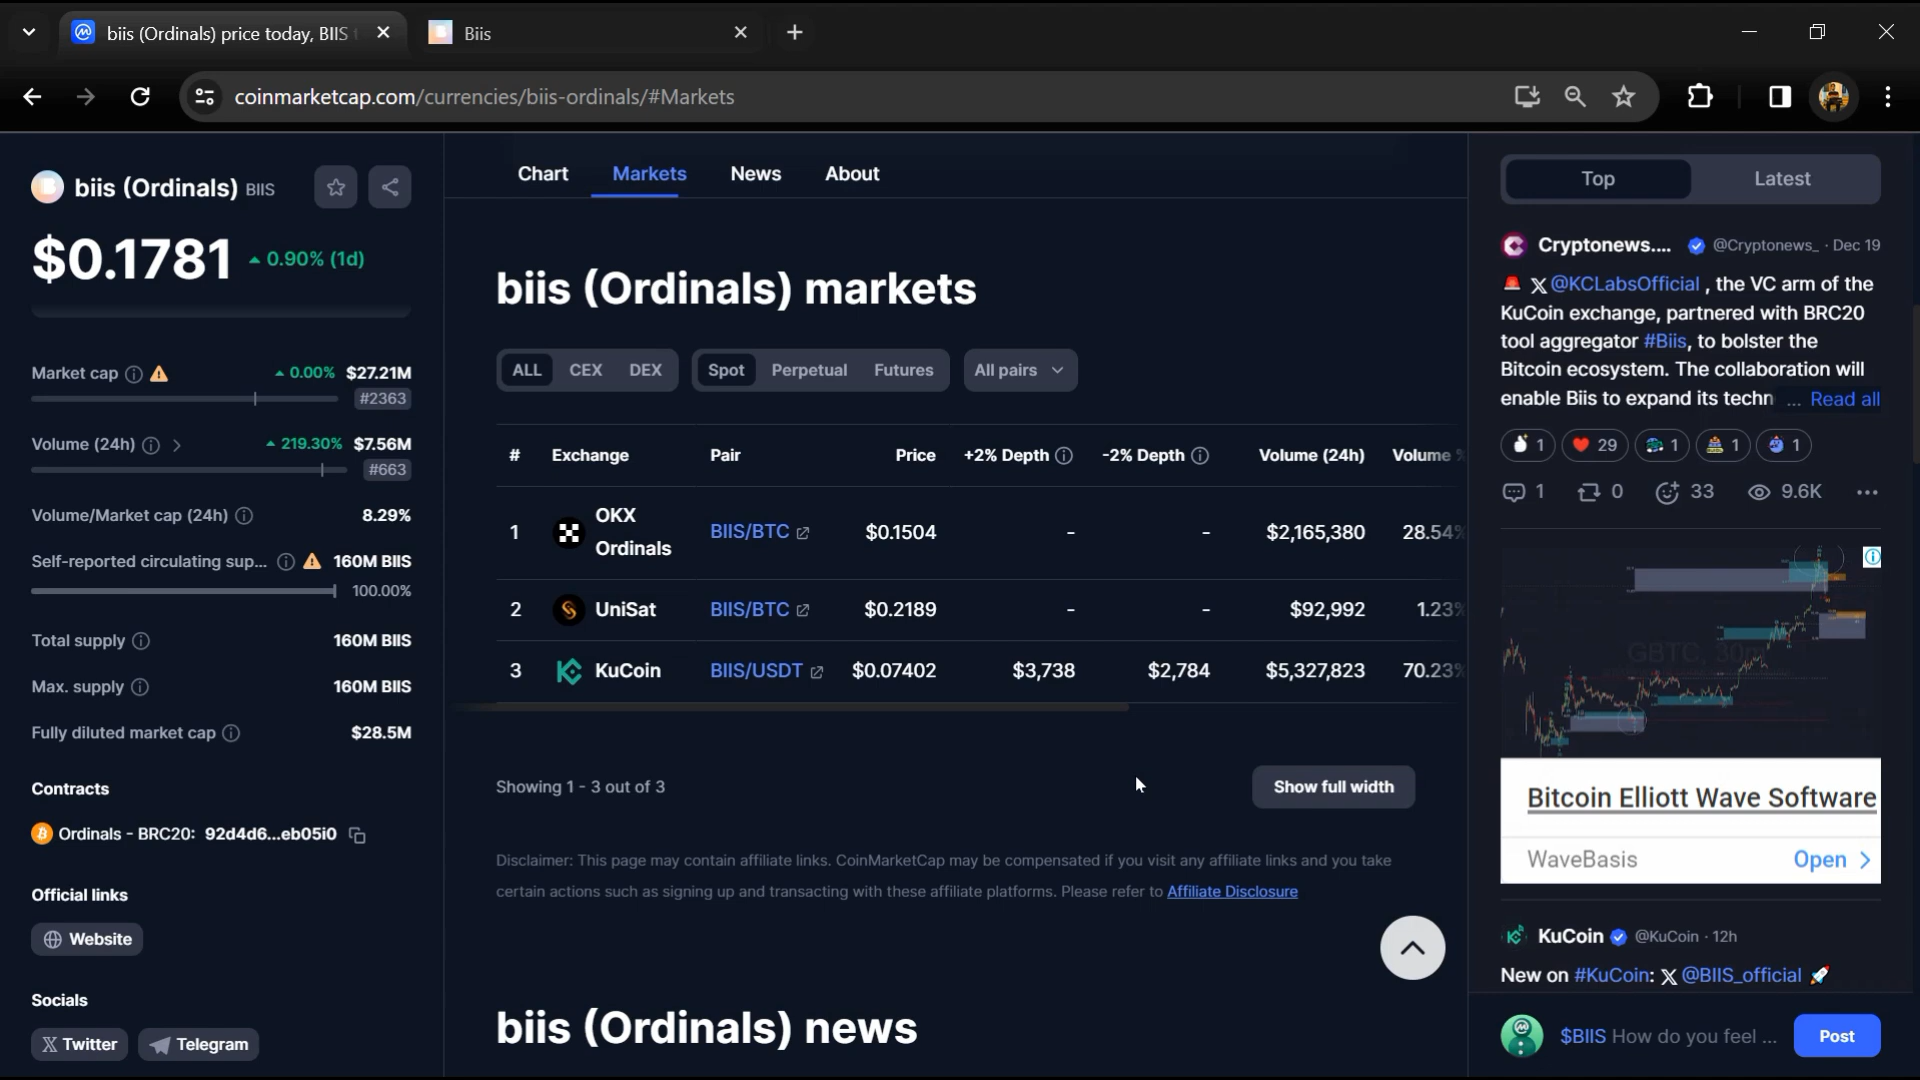 biis (Ordinals) price today, BIIS
Biis
coinmarketcap.com/currencies/biis-ordinals/#Markets
biis (Ordinals) BIIS
$0.1781 0.90% (1d)
Market cap 0.00% $27.21M
#2363
Volume (24h) 219.30% $7.56M
#663
Volume/Market cap (24h) 8.29%
Self-reported circulating sup... 160M BIIS
100.00%
Total supply 160M BIIS
Max. supply 160M BIIS
Fully diluted market cap $28.5M
Contracts
Ordinals - BRC20: 92d4d6...eb05i0
Official links
Website
Socials
Twitter Telegram
Chart Markets News About
biis (Ordinals) markets
ALL CEX DEX Spot Perpetual Futures All pairs
# Exchange Pair Price +2% Depth -2% Depth Volume (24h) Volume %
1 OKX Ordinals BIIS/BTC $0.1504 - - $2,165,380 28.54%
2 UniSat BIIS/BTC $0.2189 - - $92,992 1.23%
3 KuCoin BIIS/USDT $0.07402 $3,738 $2,784 $5,327,823 70.23%
Showing 1 - 3 out of 3
Show full width
Disclaimer: This page may contain affiliate links. CoinMarketCap may be compensated if you visit any affiliate links and you take
certain actions such as signing up and transacting with these affiliate platforms. Please refer to Affiliate Disclosure
biis (Ordinals) news
Top Latest
Cryptonews.... @Cryptonews_ · Dec 19
@KCLabsOfficial , the VC arm of the
KuCoin exchange, partnered with BRC20
tool aggregator #Biis, to bolster the
Bitcoin ecosystem. The collaboration will
enable Biis to expand its techn ... Read all
1 29 1 1 1
1 0 33 9.6K
GBTC, 30m
Bitcoin Elliott Wave Software
WaveBasis Open
KuCoin @KuCoin · 12h
New on #KuCoin: @BIIS_official
$BIIS How do you feel ... Post